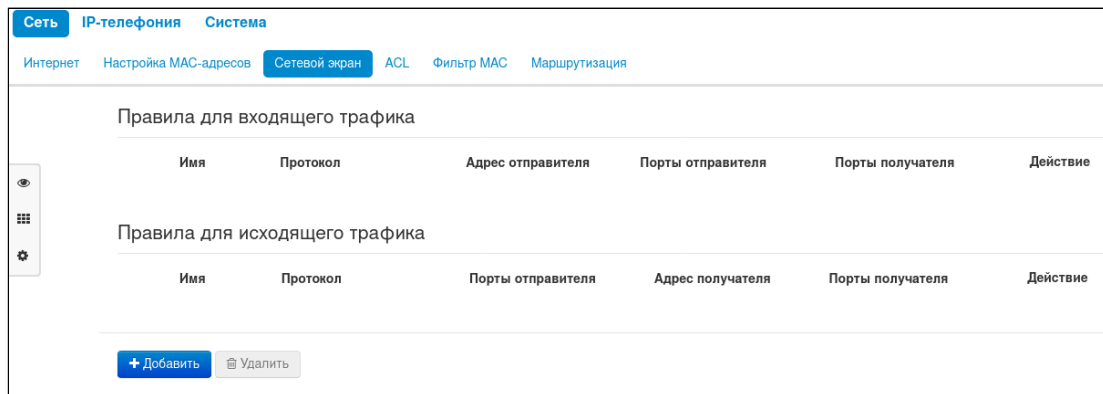 Сеть IP-телефония Система
Интернет Настройка MAC-адресов Сетевой экран ACL Фильтр MAC Маршрутизация
Правила для входящего трафика
Имя Протокол Адрес отправителя Порты отправителя Порты получателя Действие
Правила для исходящего трафика
Имя Протокол Порты отправителя Адрес получателя Порты получателя Действие
Добавить Удалить